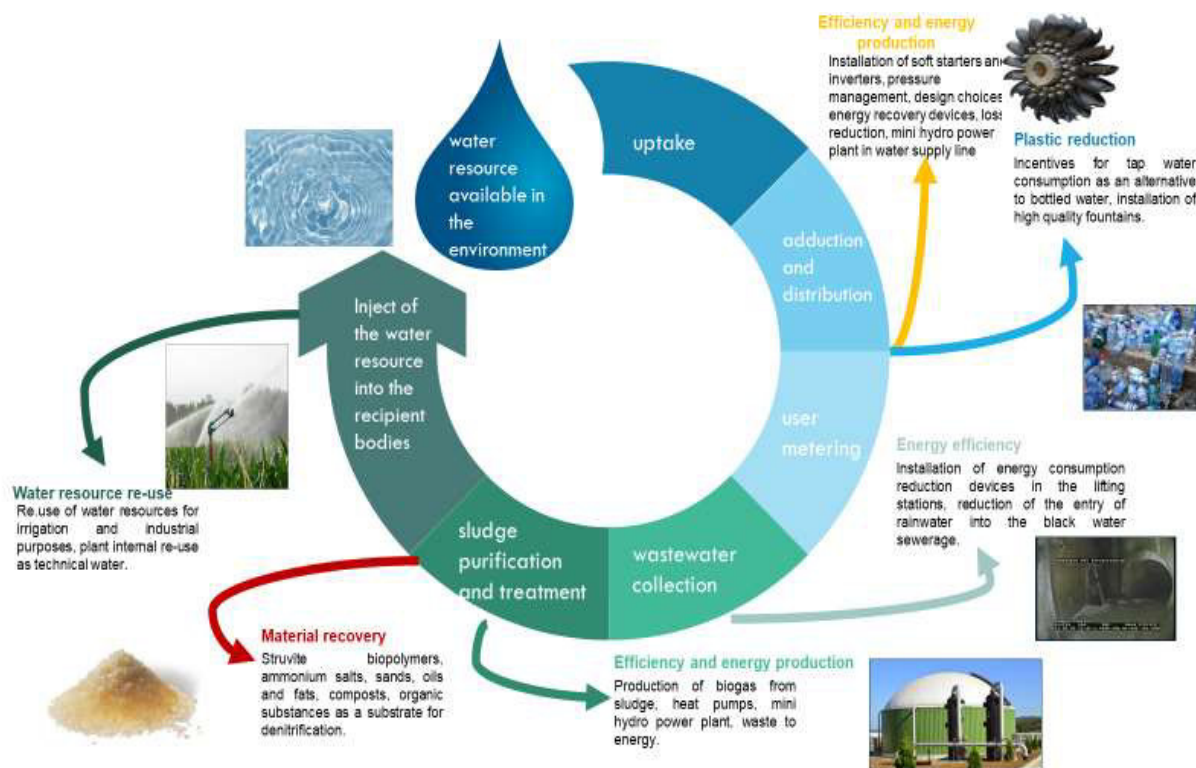 water
resource
available in
the
environment
uptake
adduction
and
distribution
user
metering
wastewater
collection
sludge
purification
and treatment
Inject of
the water
resource
into the
recipient
bodies
Efficiency and energy
production
Installation of soft starters and
inverters, pressure
management, design choices,
energy recovery devices, loss
reduction, mini hydro power
plant in water supply line
Plastic reduction
Incentives for tap water
consumption as an alternative
to bottled water, installation of
high quality fountains.
Energy efficiency
Installation of energy consumption
reduction devices in the lifting
stations, reduction of the entry of
rainwater into the black water
sewerage.
Efficiency and energy production
Production of biogas from
sludge, heat pumps, mini
hydro power plant, waste to
energy.
Material recovery
Struvite biopolymers,
ammonium salts, sands, oils
and fats, composts, organic
substances as a substrate for
denitrification.
Water resource re-use
Re.use of water resources for
irrigation and industrial
purposes, plant internal re-use
as technical water.